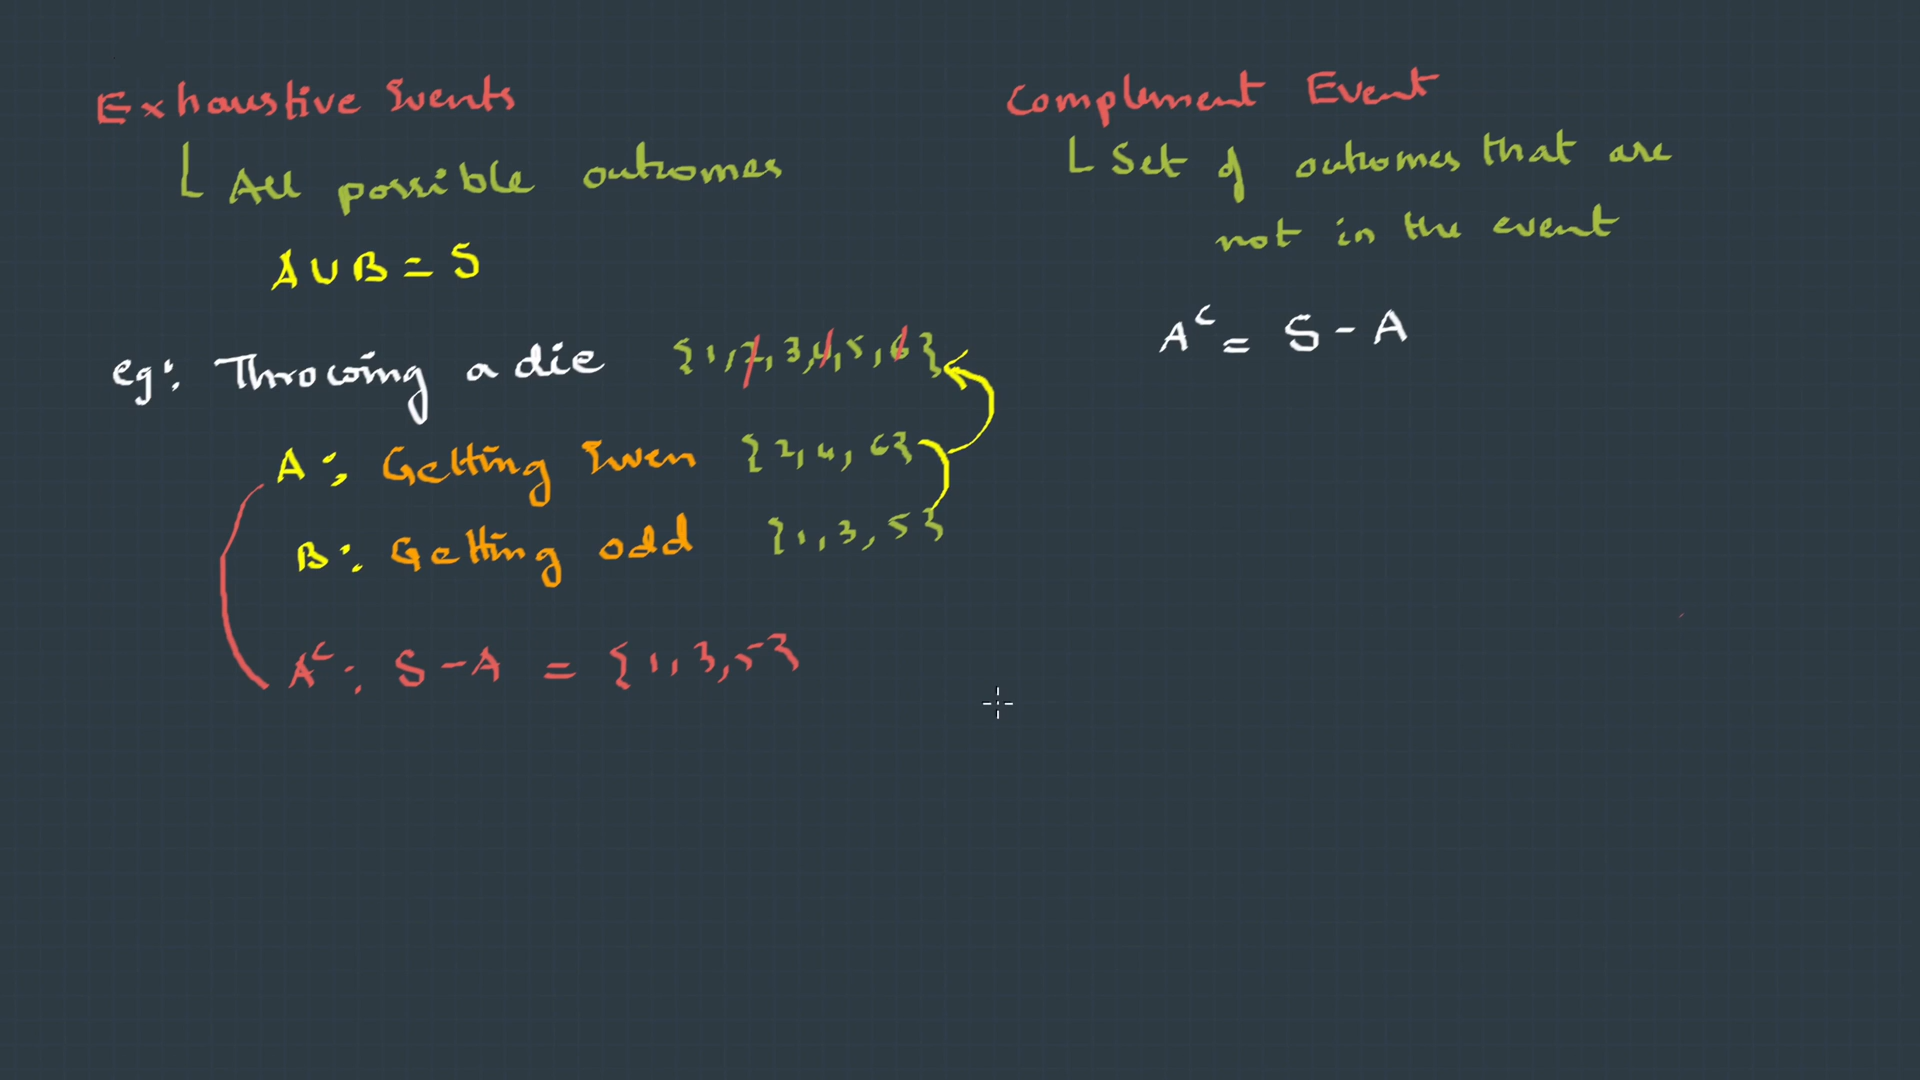 Exhaustive Events
All possible outcomes
A ∪ B = S
eg: Throwing a die {1, 2, 3, 4, 5, 6}
A: Getting Even {2, 4, 6}
B: Getting odd {1, 3, 5}
Aᶜ: S - A = {1, 3, 5}
Complement Event
Set of outcomes that are
not in the event
Aᶜ = S - A